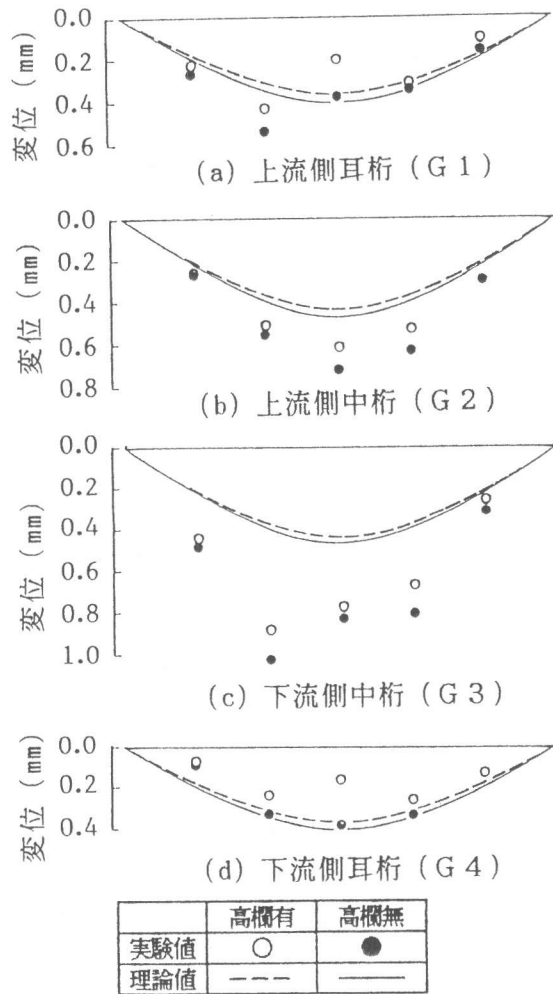 変位 (mm)
0.0
0.2
0.4
0.6
(a) 上流側耳桁 (G1)
変位 (mm)
0.0
0.2
0.4
0.6
0.8
(b) 上流側中桁 (G2)
変位 (mm)
0.0
0.2
0.4
0.6
0.8
1.0
(c) 下流側中桁 (G3)
変位 (mm)
0.0
0.2
0.4
(d) 下流側耳桁 (G4)
高欄有 高欄無
実験値 ○ ●
理論値